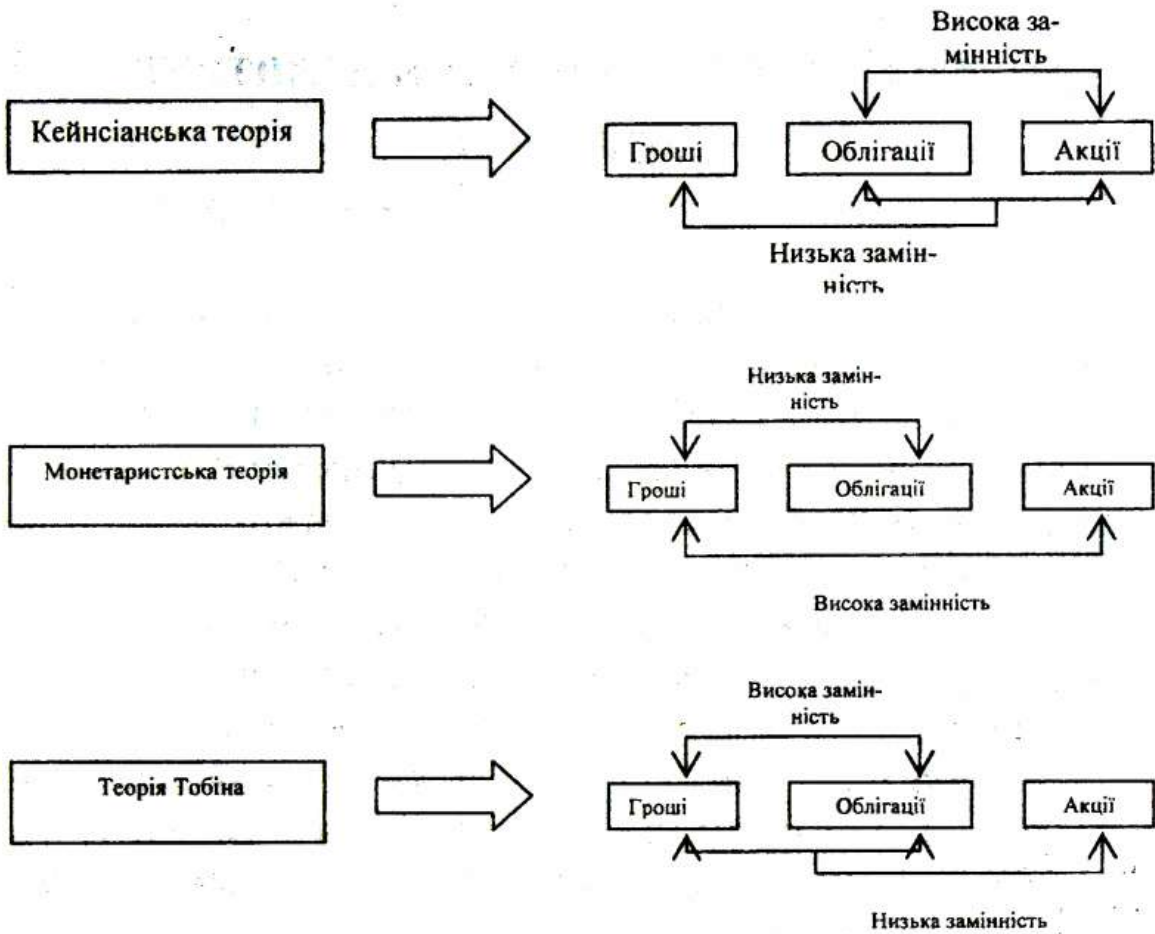 Висока за-
мінність
Кейнсіанська теорія
Гроші
Облігації
Акції
Низька замін-
ність
Низька замін-
ність
Монетаристська теорія
Гроші
Облігації
Акції
Висока замінність
Висока замін-
ність
Теорія Тобіна
Гроші
Облігації
Акції
Низька замінність